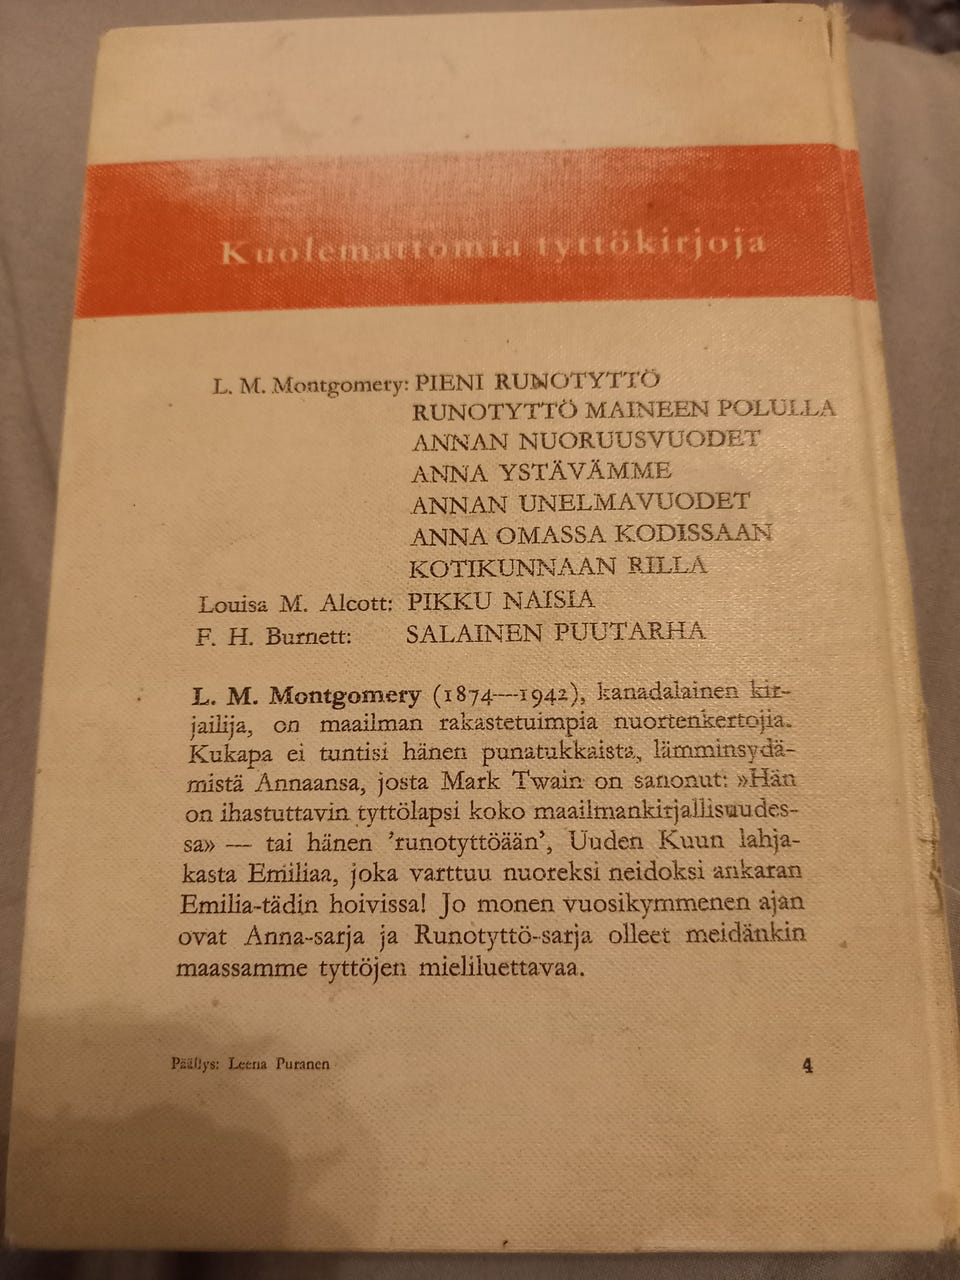 Kuolemattomia tyttökirjoja
L. M. Montgomery: PIENI RUNOTYTTÖ
RUNOTYTTÖ MAINEEN POLULLA
ANNAN NUORUUSVUODET
ANNA YSTÄVÄMME
ANNAN UNELMAVUODET
ANNA OMASSA KODISSAAN
KOTIKUNNAAN RILLA
Louisa M. Alcott: PIKKU NAISIA
F. H. Burnett: SALAINEN PUUTARHA
L. M. Montgomery (1874—1942), kanadalainen kir-
jailija, on maailman rakastetuimpia nuortenkertojia.
Kukapa ei tuntisi hänen punatukkaista, lämminsydä-
mistä Annaansa, josta Mark Twain on sanonut: »Hän
on ihastuttavin tyttölapsi koko maailmankirjallisuudes-
sa» — tai hänen 'runotyttöään', Uuden Kuun lahja-
kasta Emiliaa, joka varttuu nuoreksi neidoksi ankaran
Emilia-tädin hoivissa! Jo monen vuosikymmenen ajan
ovat Anna-sarja ja Runotyttö-sarja olleet meidänkin
maassamme tyttöjen mieliluettavaa.
Päällys: Leena Puranen 4